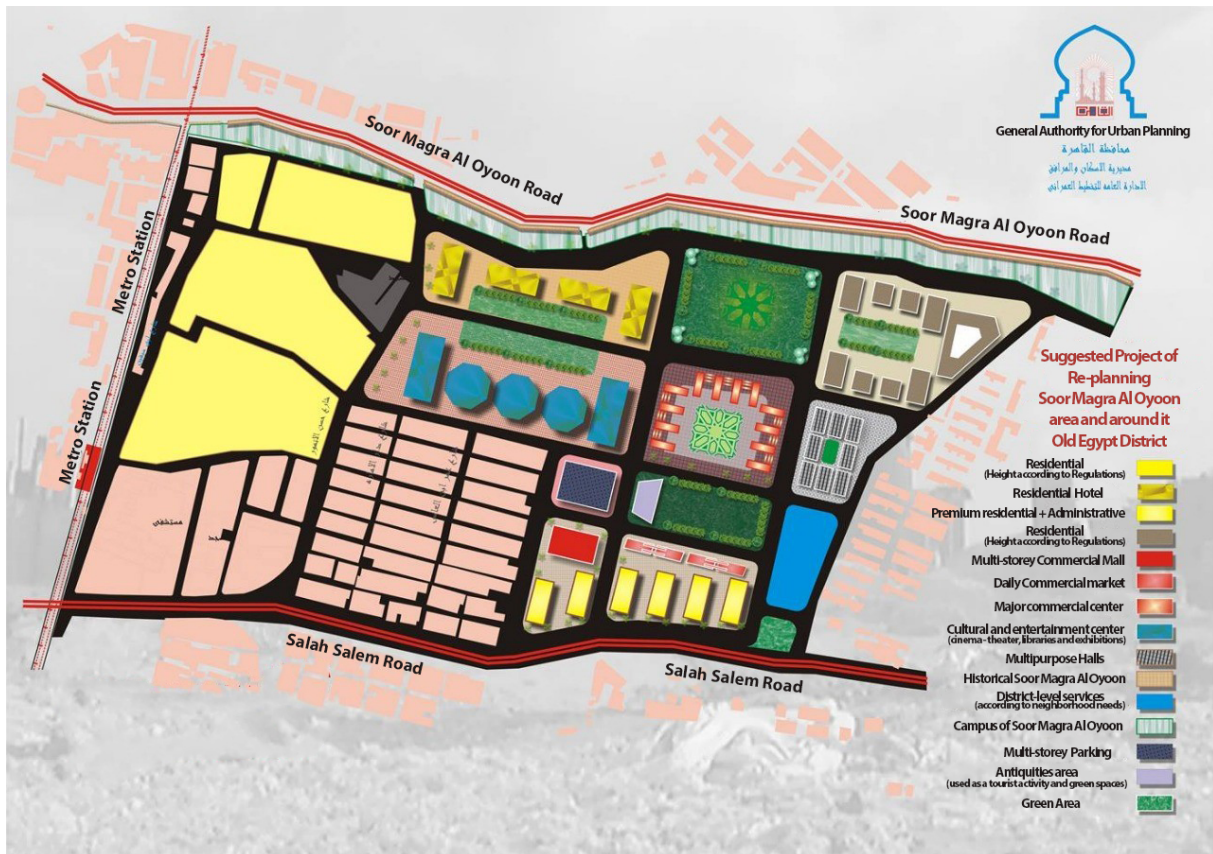 General Authority for Urban Planning
محافظة القاهرة
مديرية الاسكان والمرافق
الادارة العامه للتخطيط العمرانى
Soor Magra Al Oyoon Road
Soor Magra Al Oyoon Road
Metro Station
Metro Station
مستشفي
Salah Salem Road
Salah Salem Road
Suggested Project of
Re-planning
Soor Magra Al Oyoon
area and around it
Old Egypt District
Residential
(Height according to Regulations)
Residential Hotel
Premium residential + Administrative
Residential
(Height according to Regulations)
Multi-storey Commercial Mall
Daily Commercial market
Major commercial center
Cultural and entertainment center
(cinema - theater, libraries and exhibitions)
Multipurpose Halls
Historical Soor Magra Al Oyoon
District-level services
(according to neighborhood needs)
Campus of Soor Magra Al Oyoon
Multi-storey Parking
Antiquities area
(used as a tourist activity and green spaces)
Green Area